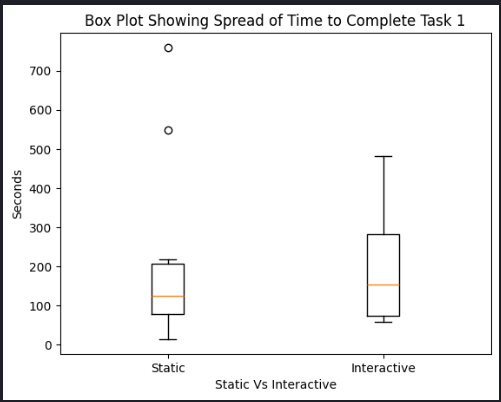 Box Plot Showing Spread of Time to Complete Task 1
700
600
500
400
300
200
100
0
Seconds
Static
Interactive
Static Vs Interactive